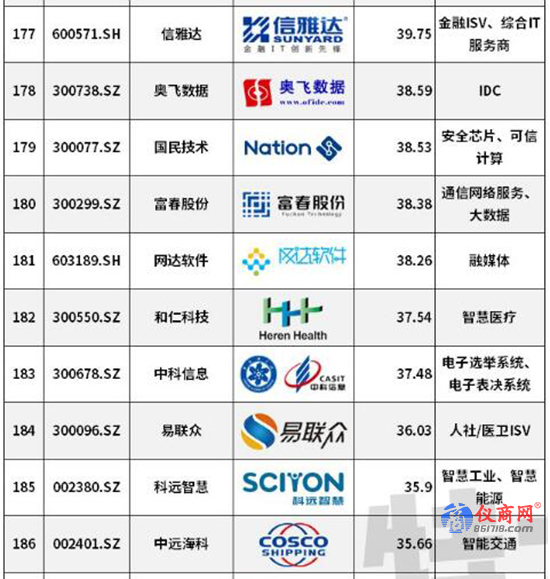 177 600571.SH 信雅达 信雅达 39.75 金融ISV、综合IT
SUNYARD 服务商
金融IT创新先锋
178 300738.SZ 奥飞数据 奥飞数据 38.59 IDC
www.ofidc.com
179 300077.SZ 国民技术 Nation 38.53 安全芯片、可信
计算
180 300299.SZ 富春股份 富春股份 38.38 通信网络服务、
Fuchun Technology 大数据
181 603189.SH 网达软件 网达软件 38.26 融媒体
182 300550.SZ 和仁科技 Heren Health 37.54 智慧医疗
183 300678.SZ 中科信息 CASIT 37.48 电子选举系统、
中科信息 电子表决系统
184 300096.SZ 易联众 易联众 36.03 人社/医卫ISV
185 002380.SZ 科远智慧 SCIYON 35.9 智慧工业、智慧
科远智慧 能源
186 002401.SZ 中远海科 COSCO 35.66 智能交通
SHIPPING
仪商网
861718.com